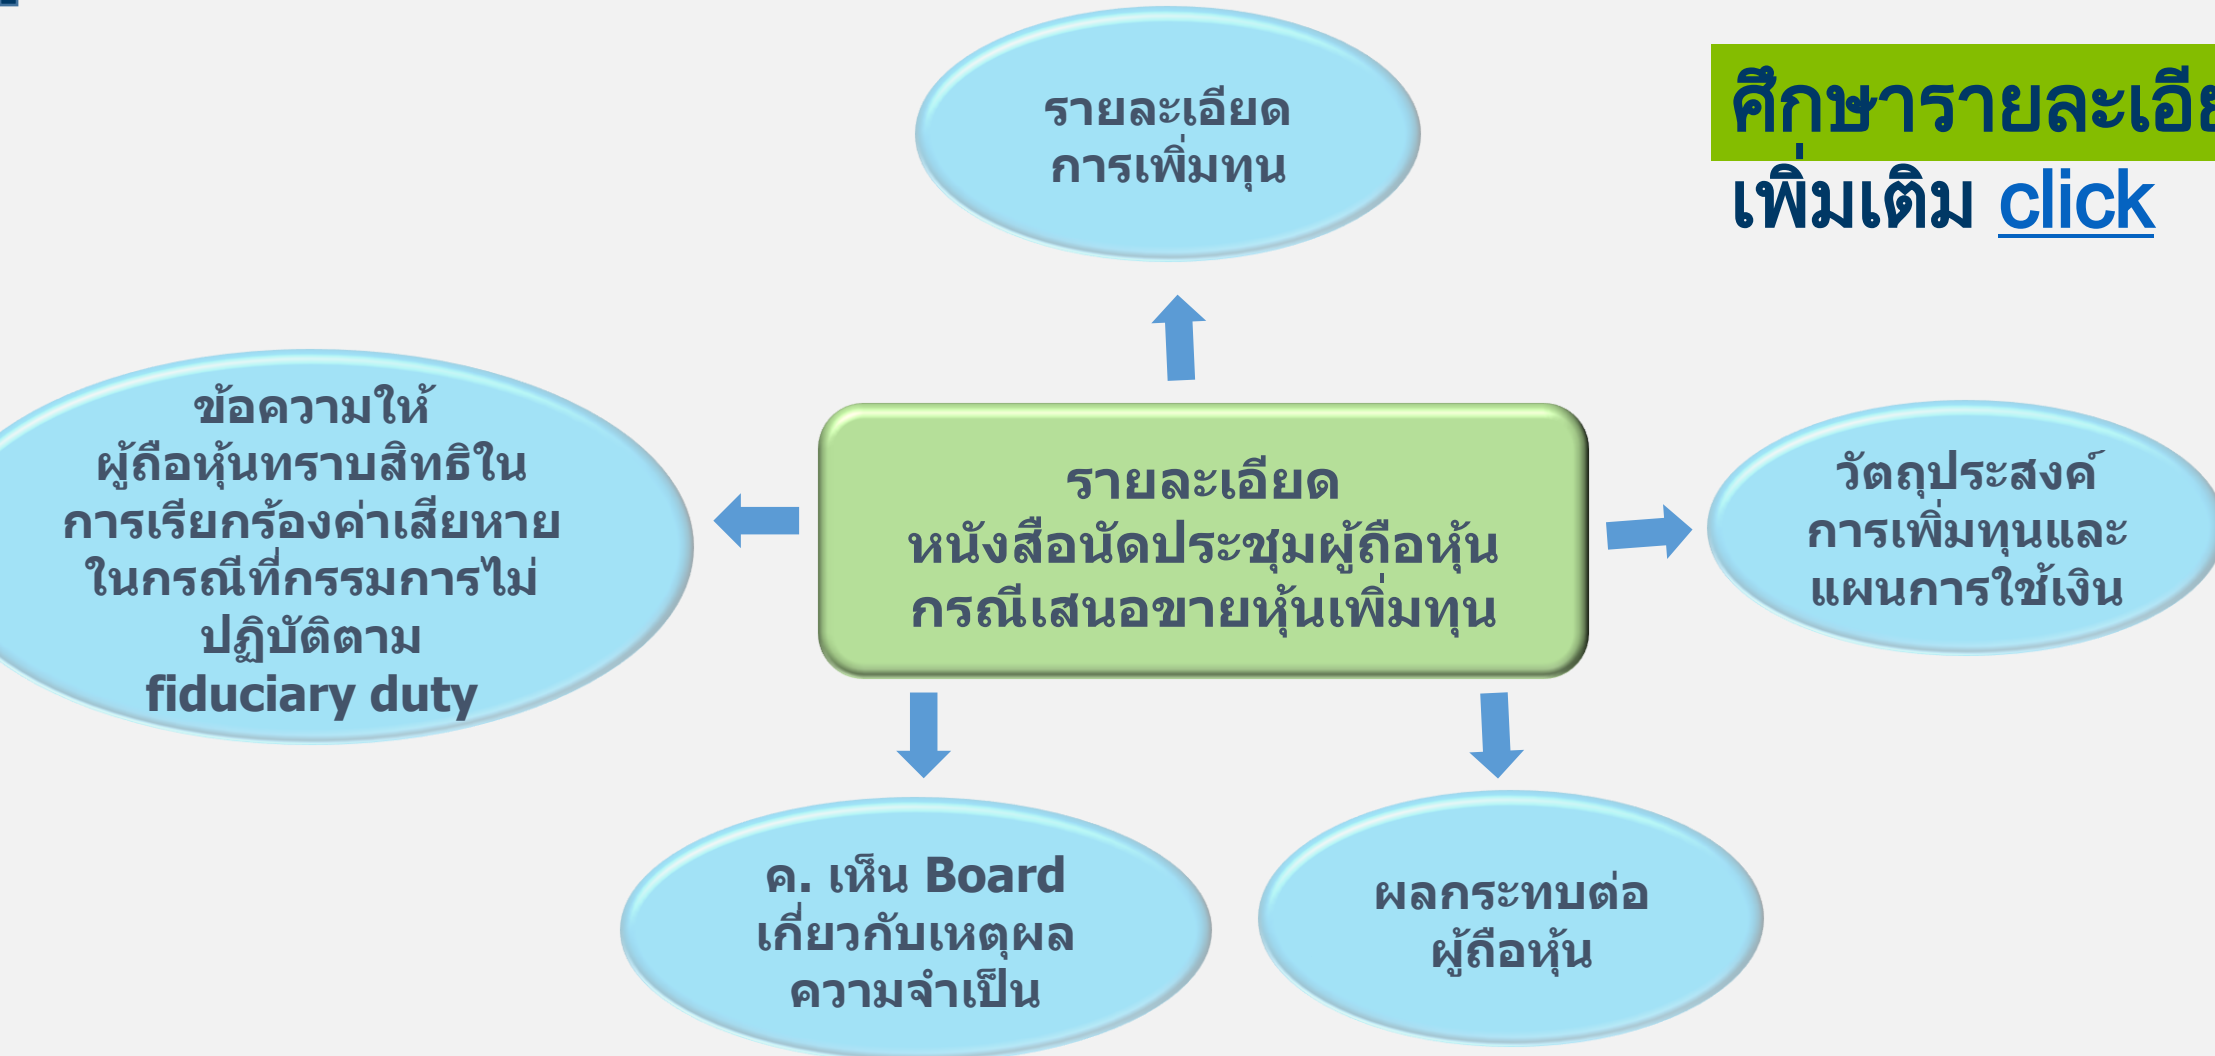 รายละเอียด
การเพิ่มทุน
ศึกษารายละเอีย
เพิ่มเติม click
ข้อความให้
ผู้ถือหุ้นทราบสิทธิใน
การเรียกร้องค่าเสียหาย
ในกรณีที่กรรมการไม่
ปฏิบัติตาม
fiduciary duty
รายละเอียด
หนังสือนัดประชุมผู้ถือหุ้น
กรณีเสนอขายหุ้นเพิ่มทุน
วัตถุประสงค์
การเพิ่มทุนและ
แผนการใช้เงิน
ค. เห็น Board
เกี่ยวกับเหตุผล
ความจำเป็น
ผลกระทบต่อ
ผู้ถือหุ้น